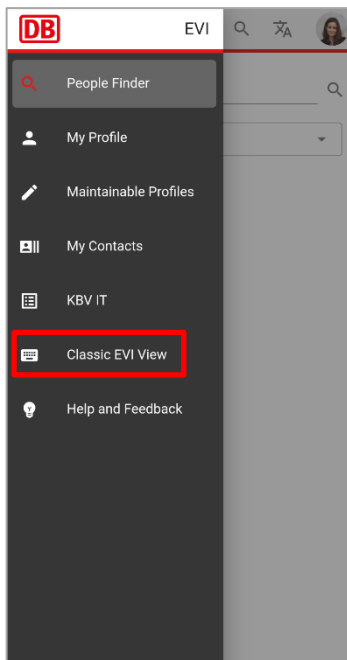 DB
EVI
People Finder
My Profile
Maintainable Profiles
My Contacts
KBV IT
Classic EVI View
Help and Feedback